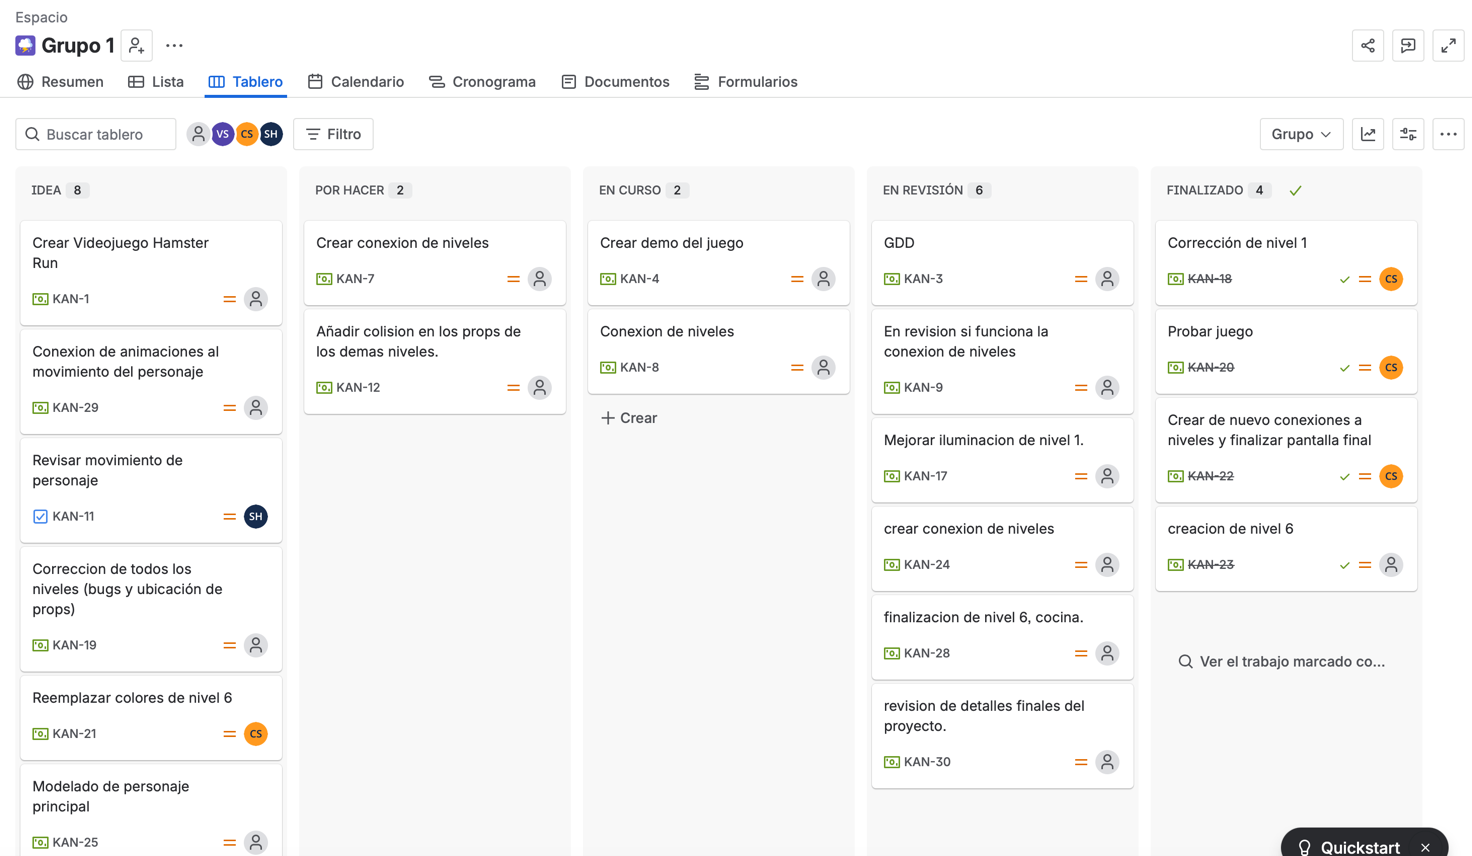 Espacio
Grupo 1
Resumen
Lista
Tablero
Calendario
Cronograma
Documentos
Formularios
Buscar tablero
VS
CS
SH
Filtro
Grupo
IDEA 8
Crear Videojuego Hamster
Run
KAN-1
Conexion de animaciones al
movimiento del personaje
KAN-29
Revisar movimiento de
personaje
KAN-11
SH
Correccion de todos los
niveles (bugs y ubicación de
props)
KAN-19
Reemplazar colores de nivel 6
KAN-21
CS
Modelado de personaje
principal
KAN-25
POR HACER 2
Crear conexion de niveles
KAN-7
Añadir colision en los props de
los demas niveles.
KAN-12
EN CURSO 2
Crear demo del juego
KAN-4
Conexion de niveles
KAN-8
Crear
EN REVISIÓN 6
GDD
KAN-3
En revision si funciona la
conexion de niveles
KAN-9
Mejorar iluminacion de nivel 1.
KAN-17
crear conexion de niveles
KAN-24
finalizacion de nivel 6, cocina.
KAN-28
revision de detalles finales del
proyecto.
KAN-30
FINALIZADO 4
Corrección de nivel 1
KAN-18
CS
Probar juego
KAN-20
CS
Crear de nuevo conexiones a
niveles y finalizar pantalla final
KAN-22
CS
creacion de nivel 6
KAN-23
Ver el trabajo marcado co...
Quickstart